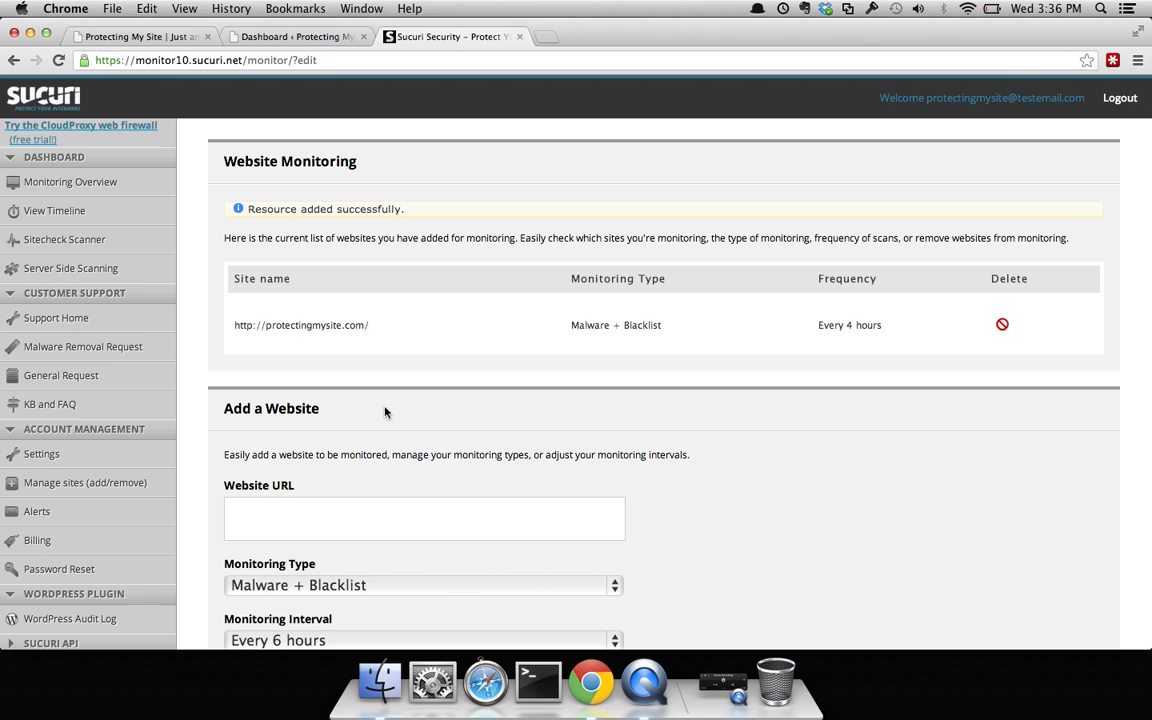 Chrome File Edit View History Bookmarks Window Help Wed 3:36 PM
Protecting My Site | Just an
Dashboard ‹ Protecting My
Sucuri Security – Protect Y
https://monitor10.sucuri.net/monitor/?edit
SUCURI
PROTECT YOUR INTERWEBS
Welcome protectingmysite@testemail.com Logout
Try the CloudProxy web firewall
(free trial!)
DASHBOARD
Monitoring Overview
View Timeline
Sitecheck Scanner
Server Side Scanning
CUSTOMER SUPPORT
Support Home
Malware Removal Request
General Request
KB and FAQ
ACCOUNT MANAGEMENT
Settings
Manage sites (add/remove)
Alerts
Billing
Password Reset
WORDPRESS PLUGIN
WordPress Audit Log
SUCURI API
Website Monitoring
Resource added successfully.
Here is the current list of websites you have added for monitoring. Easily check which sites you're monitoring, the type of monitoring, frequency of scans, or remove websites from monitoring.
Site name Monitoring Type Frequency Delete
http://protectingmysite.com/ Malware + Blacklist Every 4 hours
Add a Website
Easily add a website to be monitored, manage your monitoring types, or adjust your monitoring intervals.
Website URL
Monitoring Type
Malware + Blacklist
Monitoring Interval
Every 6 hours